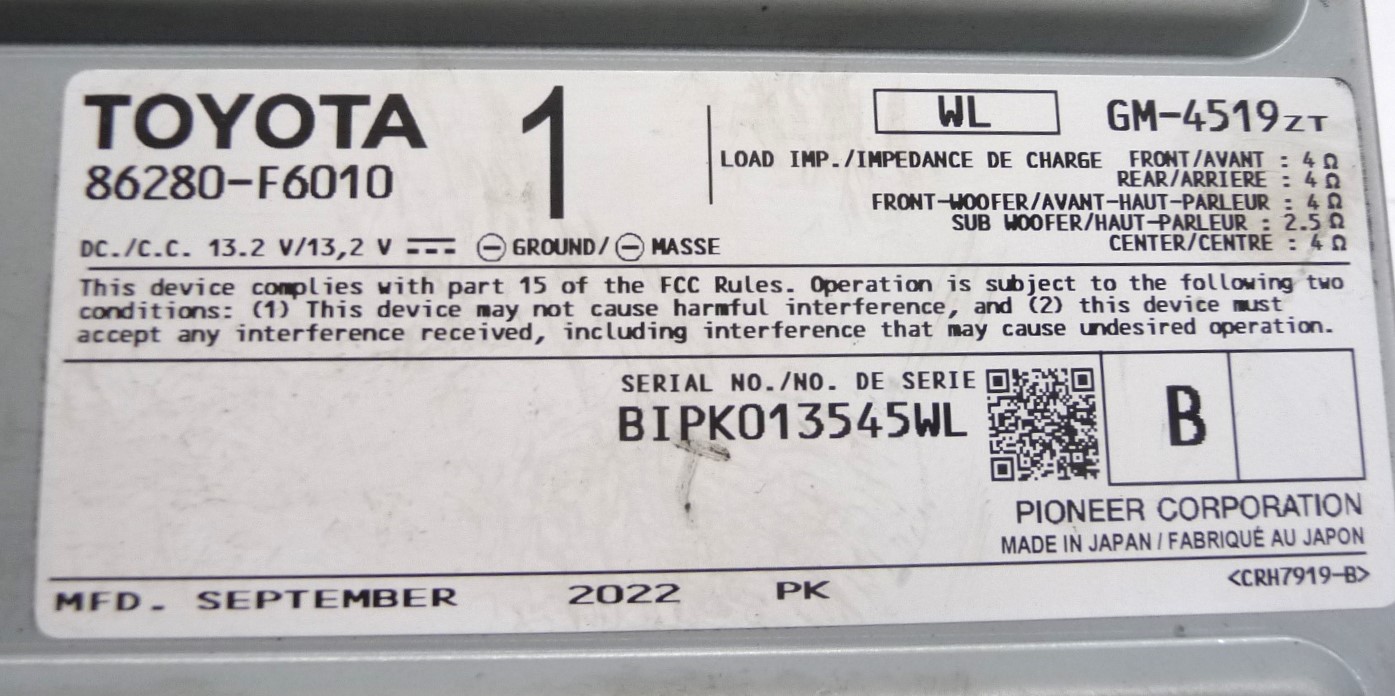 TOYOTA 1
86280-F6010
WL GM-4519ZT
LOAD IMP./IMPEDANCE DE CHARGE FRONT/AVANT : 4 Ω
REAR/ARRIERE : 4 Ω
FRONT-WOOFER/AVANT-HAUT-PARLEUR : 4 Ω
SUB WOOFER/HAUT-PARLEUR : 2.5 Ω
CENTER/CENTRE : 4 Ω
DC./C.C. 13.2 V/13,2 V ⎓ ⊖ GROUND/ ⊖ MASSE
This device complies with part 15 of the FCC Rules. Operation is subject to the following two
conditions: (1) This device may not cause harmful interference, and (2) this device must
accept any interference received, including interference that may cause undesired operation.
SERIAL NO./NO. DE SERIE
BIPK013545WL
B
PIONEER CORPORATION
MADE IN JAPAN / FABRIQUÉ AU JAPON
<CRH7919-B>
MFD. SEPTEMBER 2022 PK